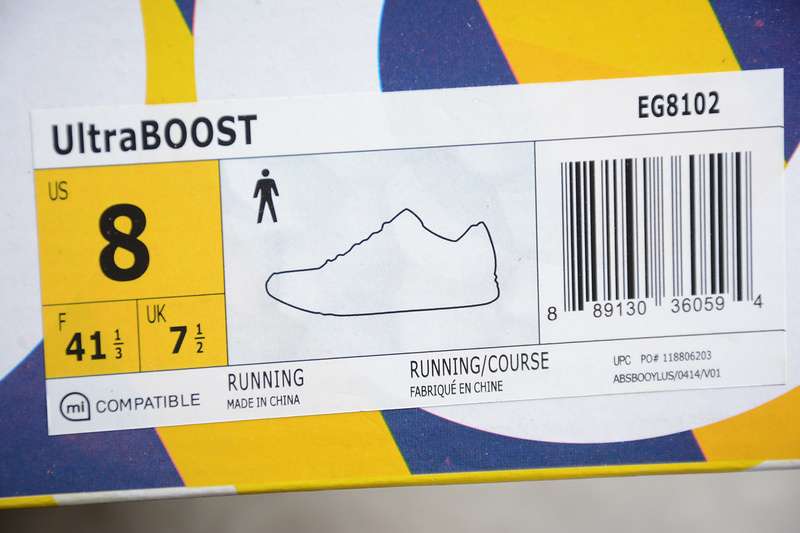 UltraBOOST
EG8102
US
8
F
41 1/3
UK
7 1/2
8 89130 36059 4
mi COMPATIBLE
RUNNING
MADE IN CHINA
RUNNING/COURSE
FABRIQUÉ EN CHINE
UPC PO# 118806203
ABSBOOYLUS/0414/V01